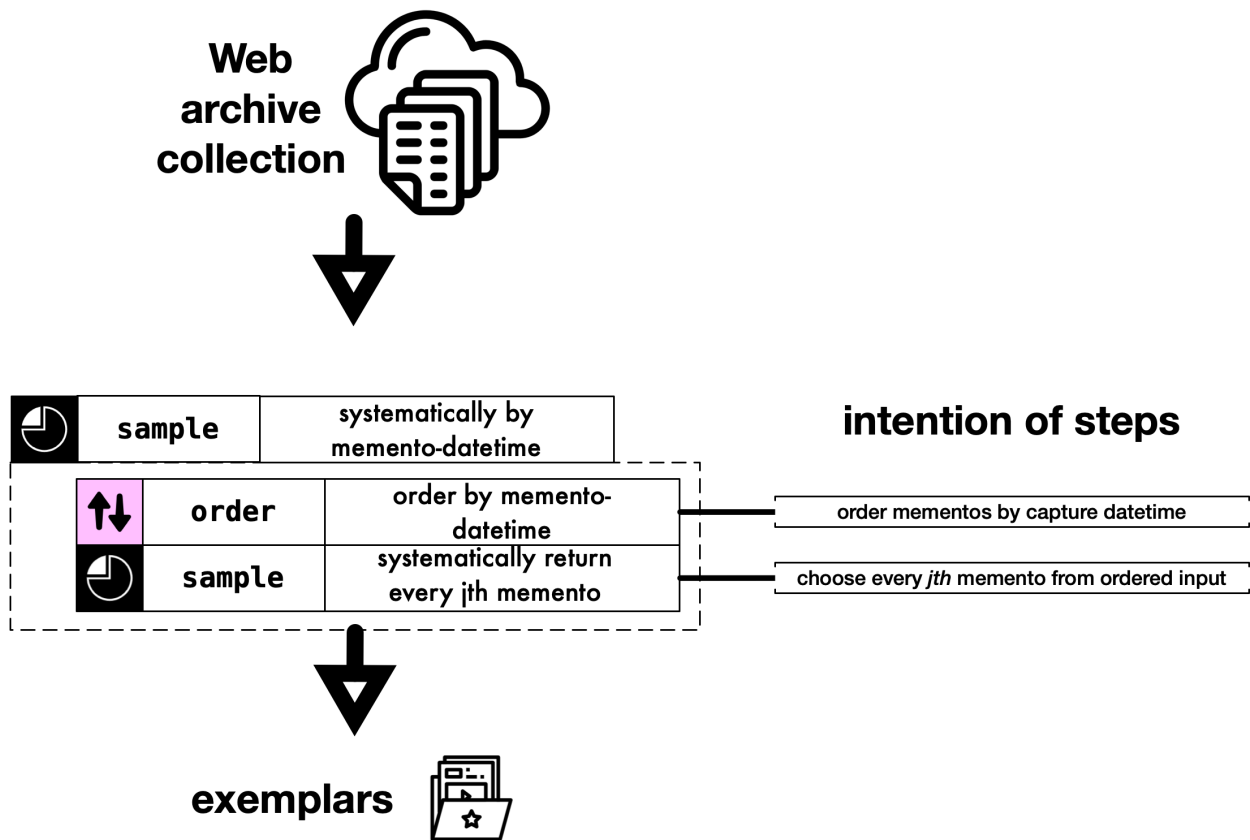 Web
archive
collection
sample
systematically by
memento-datetime
intention of steps
order
order by memento-
datetime
order mementos by capture datetime
sample
systematically return
every jth memento
choose every jth memento from ordered input
exemplars